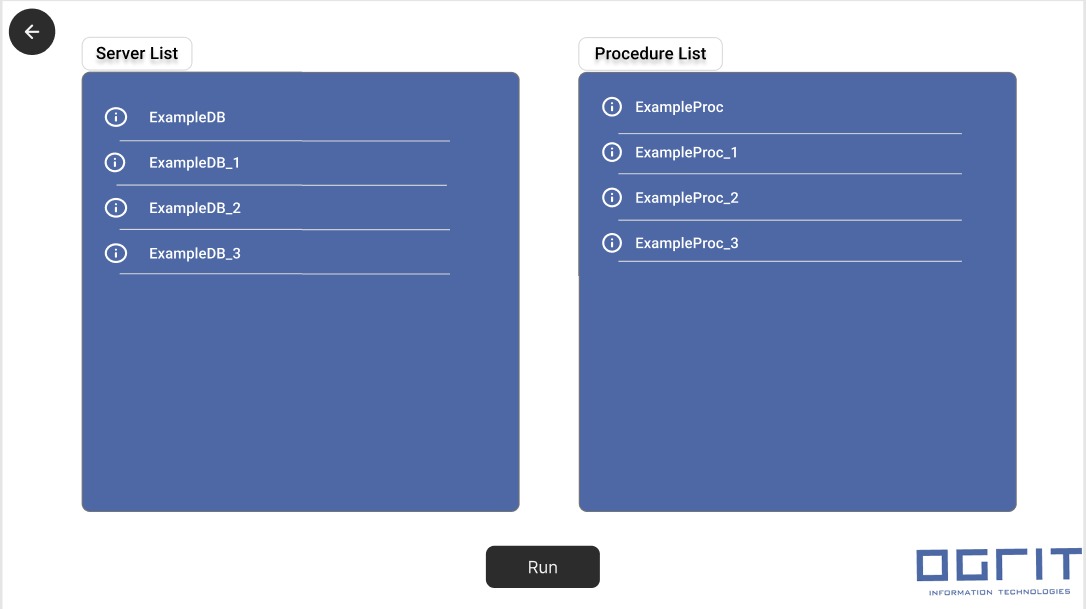 Server List
ExampleDB
ExampleDB_1
ExampleDB_2
ExampleDB_3
Procedure List
ExampleProc
ExampleProc_1
ExampleProc_2
ExampleProc_3
Run
OGRIT
INFORMATION TECHNOLOGIES